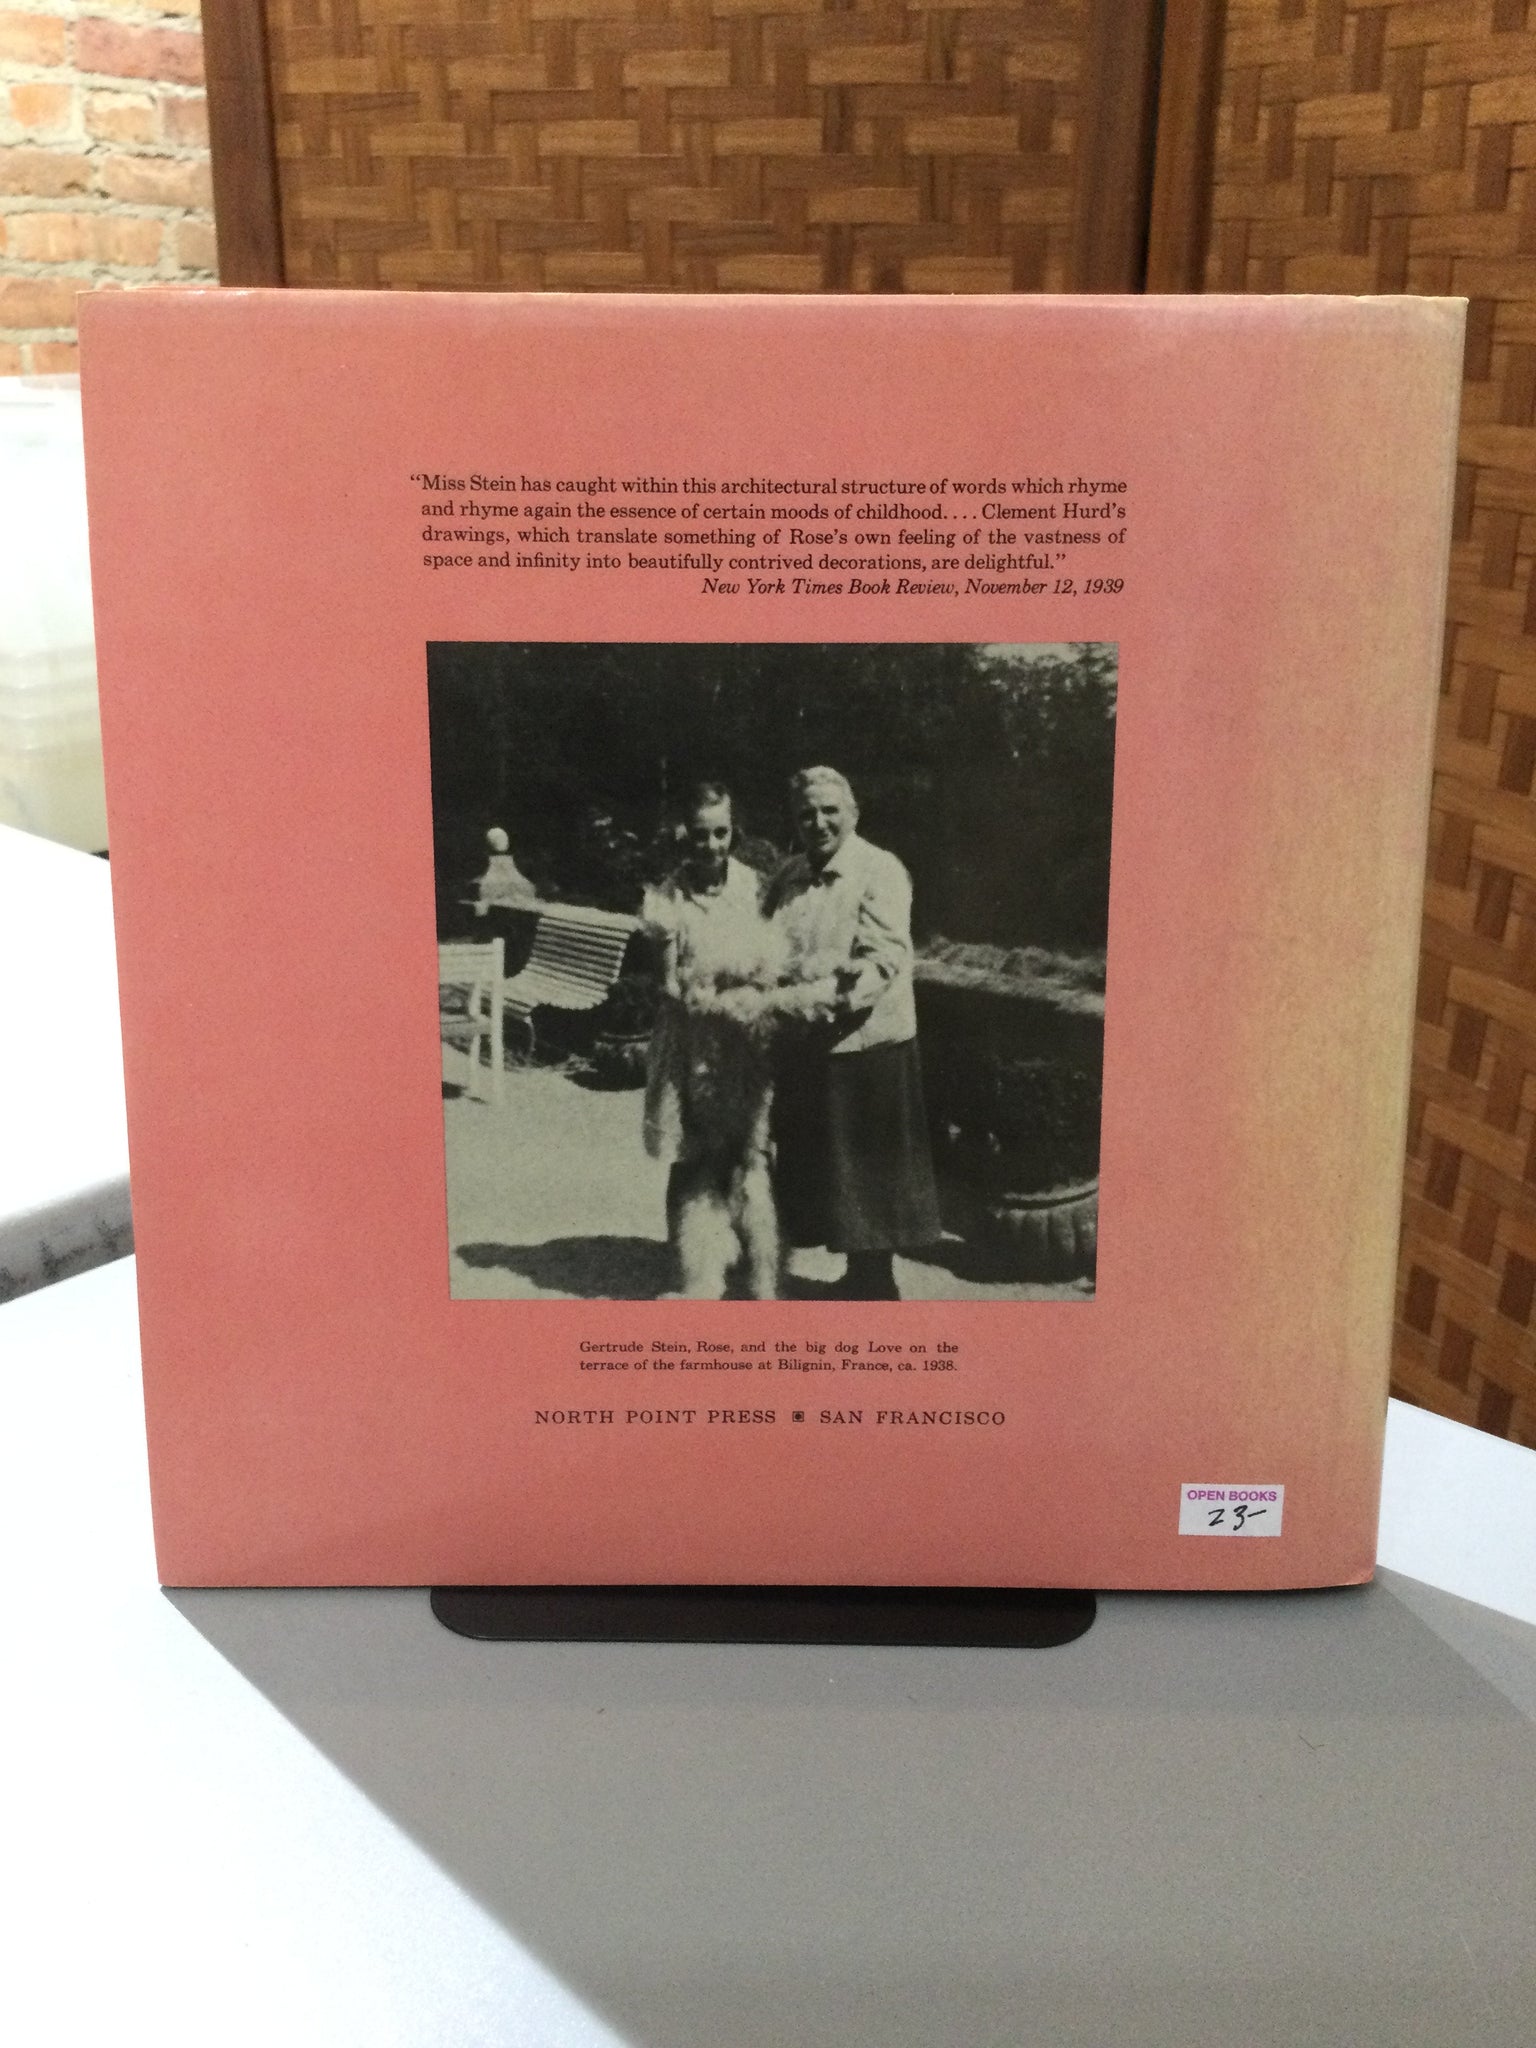 “Miss Stein has caught within this architectural structure of words which rhyme
and rhyme again the essence of certain moods of childhood.... Clement Hurd’s
drawings, which translate something of Rose’s own feeling of the vastness of
space and infinity into beautifully contrived decorations, are delightful.”
New York Times Book Review, November 12, 1939
Gertrude Stein, Rose, and the big dog Love on the
terrace of the farmhouse at Bilignin, France, ca. 1938.
NORTH POINT PRESS ▣ SAN FRANCISCO
OPEN BOOKS
23-